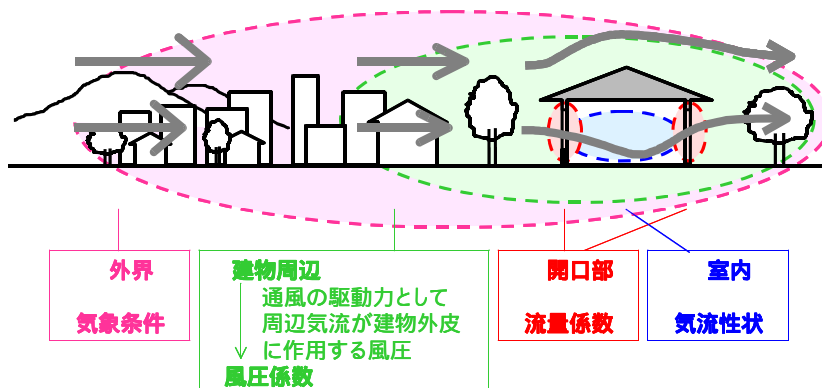 外界
気象条件
建物周辺
通風の駆動力として
周辺気流が建物外皮
に作用する風圧
風圧係数
開口部
流量係数
室内
気流性状